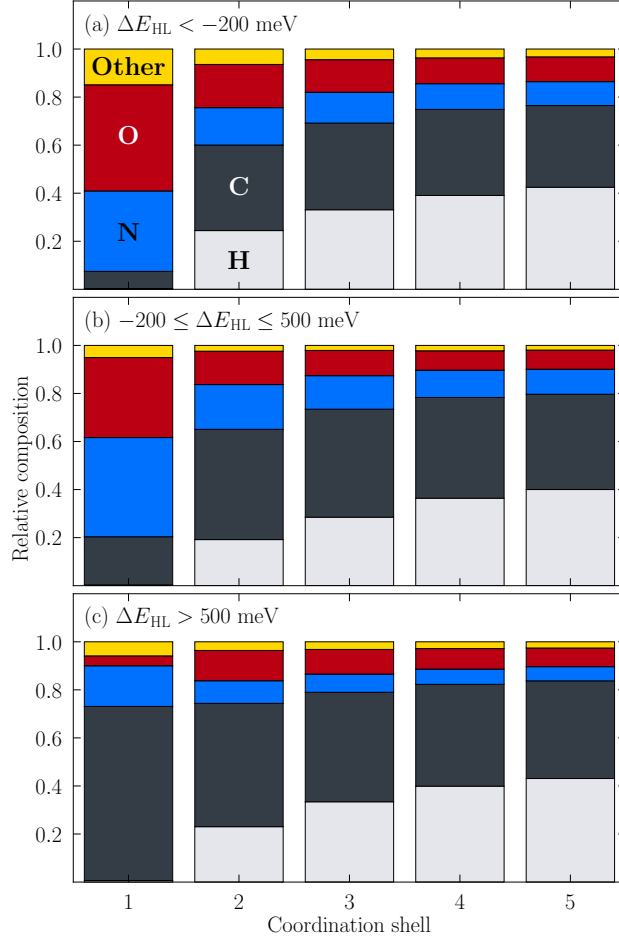 (a) ΔE_HL < −200 meV
1.0
Other
0.8
O
0.6
0.4
C
N
0.2
H
(b) −200 ≤ ΔE_HL ≤ 500 meV
1.0
0.8
0.6
0.4
0.2
Relative composition
(c) ΔE_HL > 500 meV
1.0
0.8
0.6
0.4
0.2
1 2 3 4 5
Coordination shell